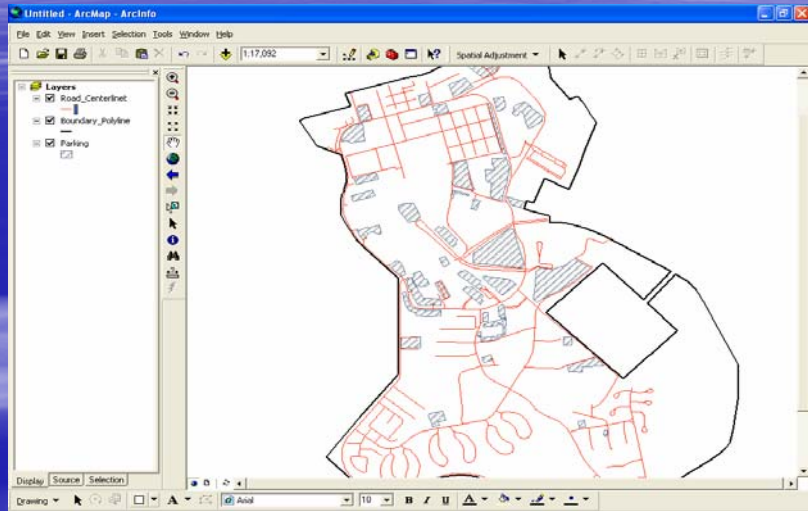 Untitled - ArcMap - ArcInfo
File Edit View Insert Selection Tools Window Help
1:17,092
Spatial Adjustment
Layers
Road_Centerlinet
Boundary_Polyline
Parking
Display Source Selection
Drawing
A
Arial
10
B I U A